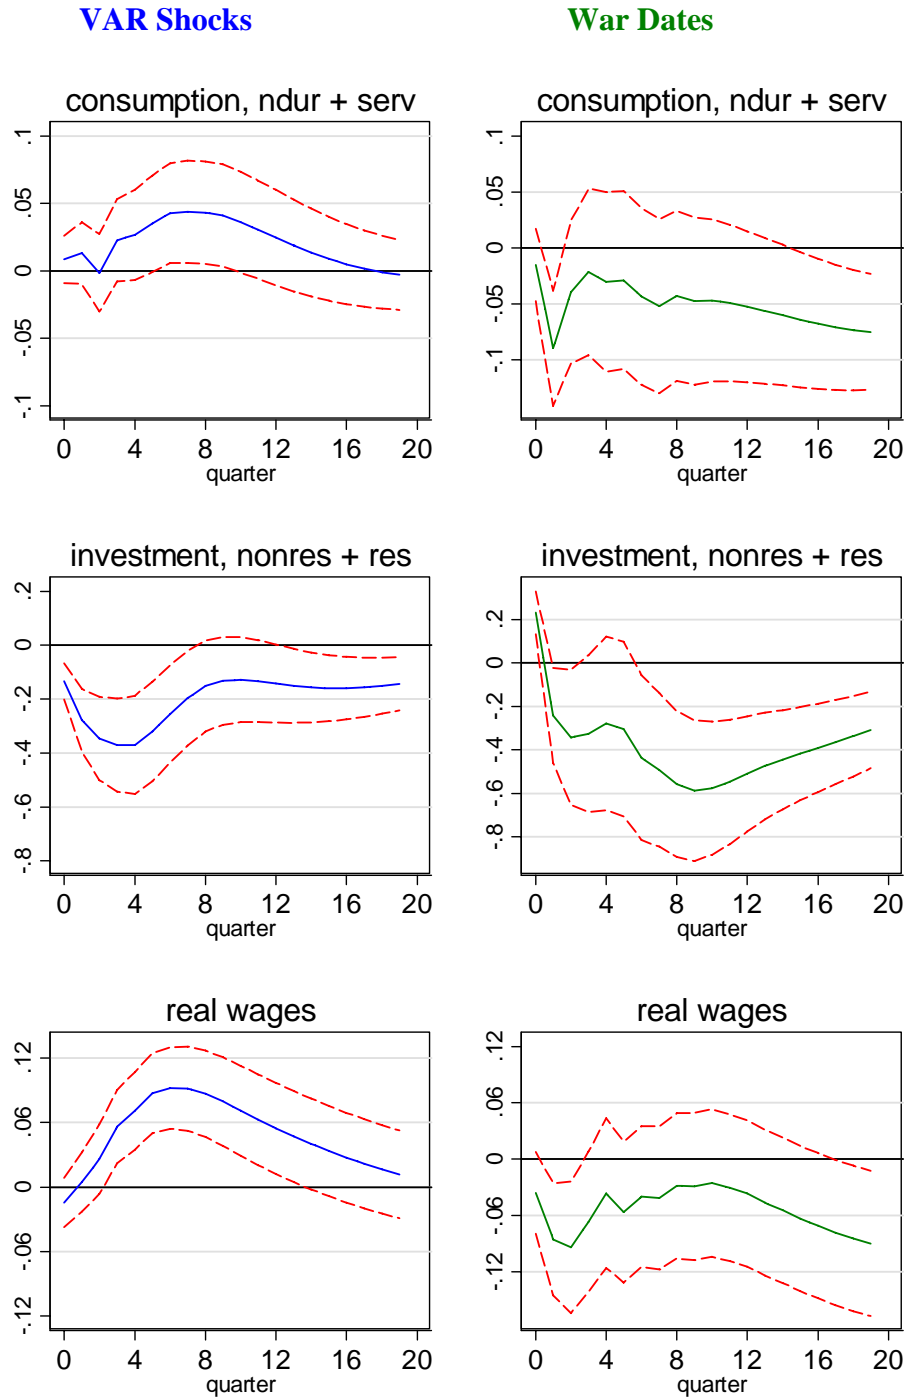 VAR Shocks
War Dates
consumption, ndur + serv
.1
.05
0
-.05
-.1
0 4 8 12 16 20
quarter
consumption, ndur + serv
.1
.05
0
-.05
-.1
0 4 8 12 16 20
quarter
investment, nonres + res
.2
0
-.2
-.4
-.6
-.8
0 4 8 12 16 20
quarter
investment, nonres + res
.2
0
-.2
-.4
-.6
-.8
0 4 8 12 16 20
quarter
real wages
.12
.06
0
-.06
-.12
0 4 8 12 16 20
quarter
real wages
.12
.06
0
-.06
-.12
0 4 8 12 16 20
quarter